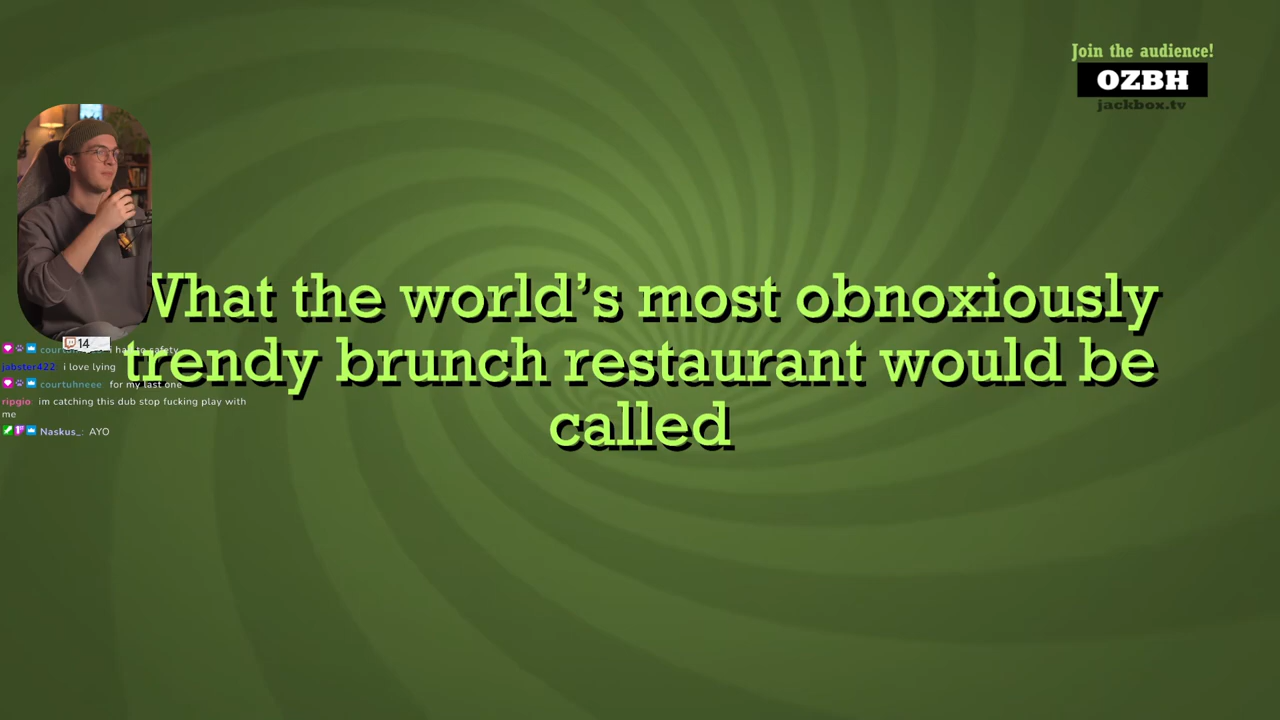 Join the audience!
OZBH
jackbox.tv
What the world's most obnoxiously
trendy brunch restaurant would be
called
14
to safety
jabster422 i love lying
courtuhneee for my last one
ripgio: im catching this dub stop fucking play with
me
Naskus_: AYO